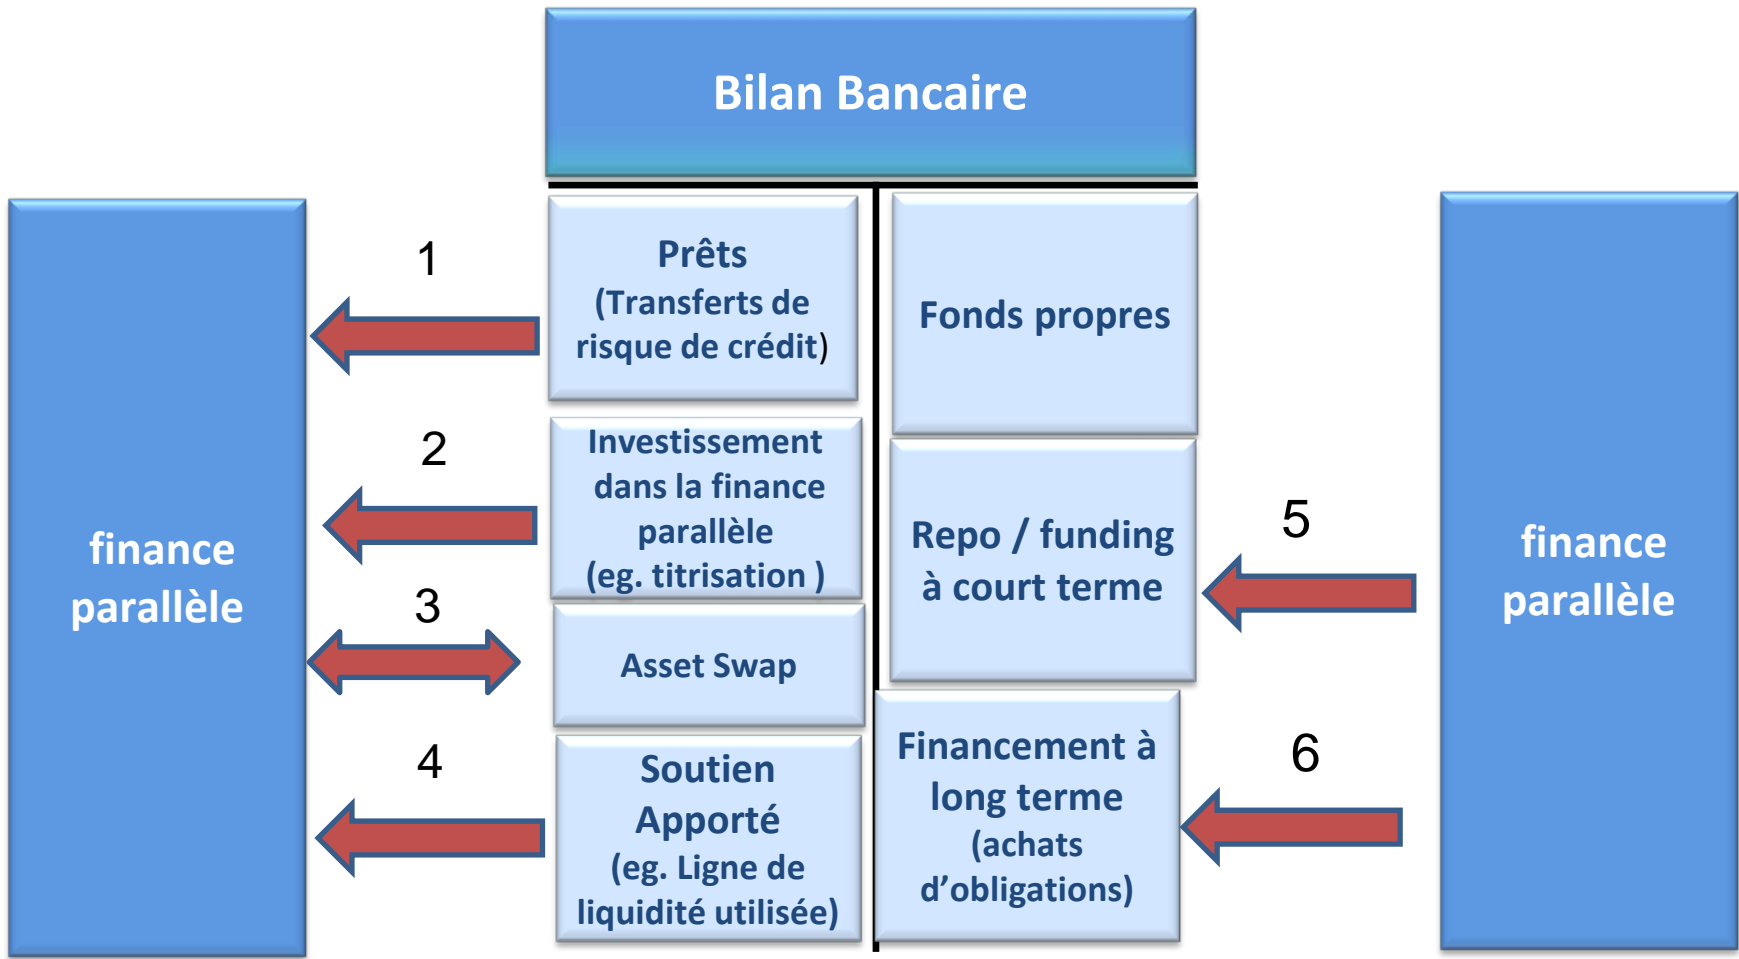 Bilan Bancaire
finance
parallèle
1
Prêts
(Transferts de
risque de crédit)
2
Investissement
dans la finance
parallèle
(eg. titrisation )
3
Asset Swap
4
Soutien
Apporté
(eg. Ligne de
liquidité utilisée)
Fonds propres
Repo / funding
à court terme
5
Financement à
long terme
(achats
d’obligations)
6
finance
parallèle